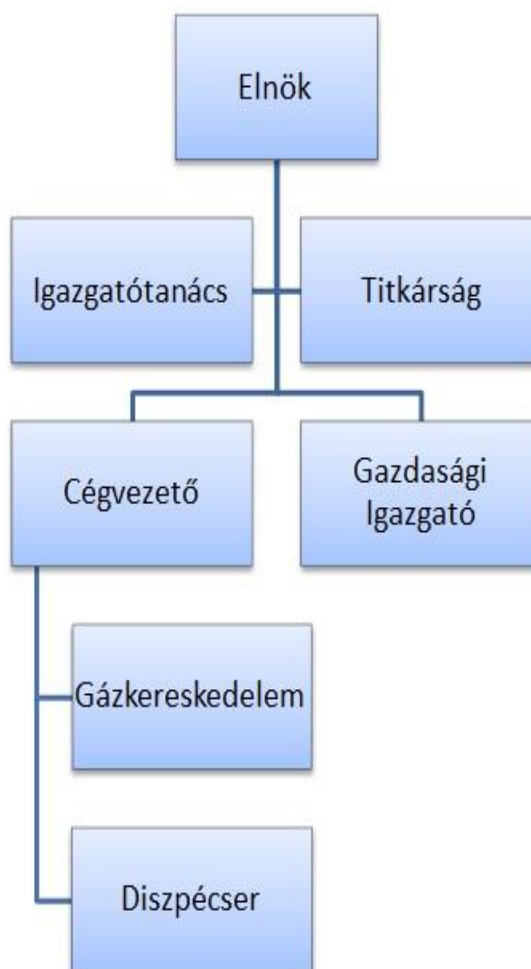 Elnök
Igazgatótanács
Titkárság
Cégvezető
Gazdasági
Igazgató
Gázkereskedelem
Diszpécser